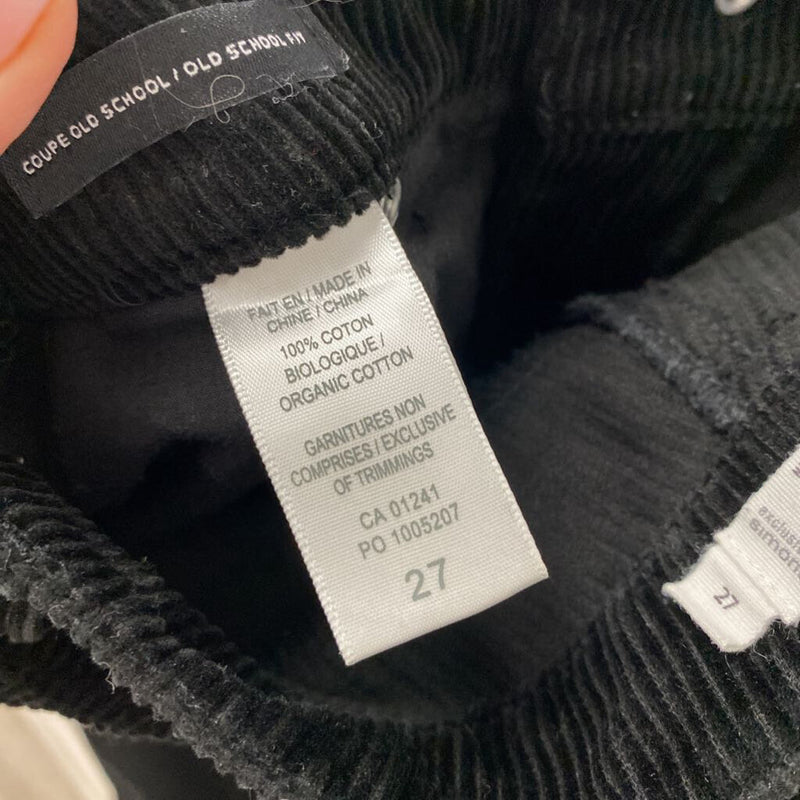 COUPE OLD SCHOOL / OLD SCHOOL FIT
FAIT EN / MADE IN
CHINE / CHINA
100% COTON
BIOLOGIQUE /
ORGANIC COTTON
GARNITURES NON
COMPRISES / EXCLUSIVE
OF TRIMMINGS
CA 01241
PO 1005207
27
27